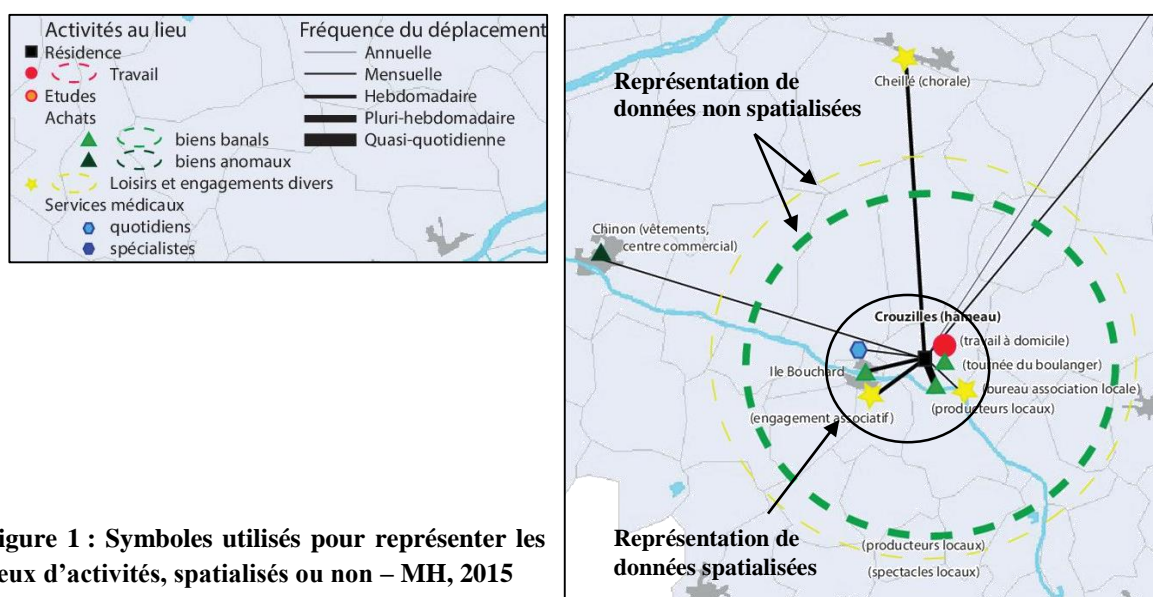 Activités au lieu
Résidence
Travail
Etudes
Achats
biens banals
biens anomaux
Loisirs et engagements divers
Services médicaux
quotidiens
spécialistes
Fréquence du déplacement
Annuelle
Mensuelle
Hebdomadaire
Pluri-hebdomadaire
Quasi-quotidienne
Représentation de
données non spatialisées
Cheillé (chorale)
Chinon (vêtements,
centre commercial)
Crouzilles (hameau)
(travail à domicile)
(tournée du boulanger)
Ile Bouchard
(bureau association locale)
(producteurs locaux)
(engagement associatif)
Représentation de
données spatialisées
(producteurs locaux)
(spectacles locaux)
igure 1 : Symboles utilisés pour représenter les
ieux d’activités, spatialisés ou non – MH, 2015